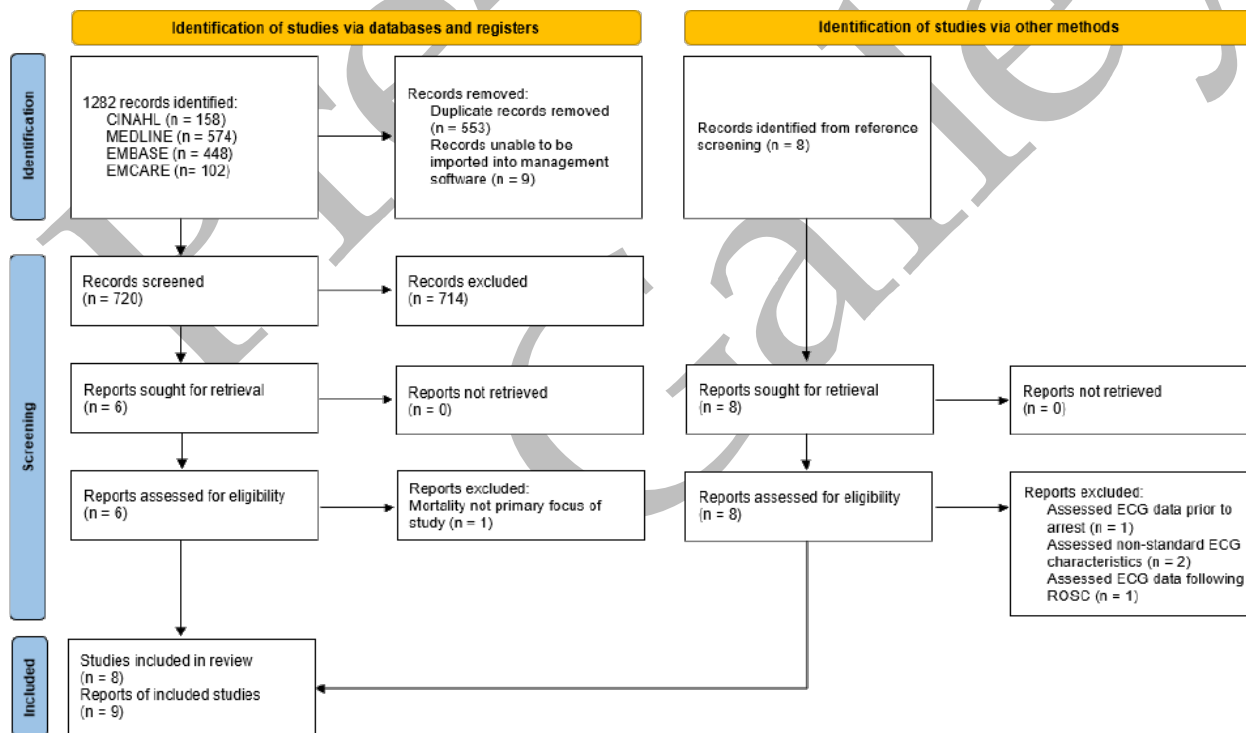 Identification of studies via databases and registers
Identification of studies via other methods
Identification
1282 records identified:
CINAHL (n = 158)
MEDLINE (n = 574)
EMBASE (n = 448)
EMCARE (n= 102)
Records removed:
Duplicate records removed
(n = 553)
Records unable to be
imported into management
software (n = 9)
Records identified from reference
screening (n = 8)
Screening
Records screened
(n = 720)
Records excluded
(n = 714)
Reports sought for retrieval
(n = 6)
Reports not retrieved
(n = 0)
Reports sought for retrieval
(n = 8)
Reports not retrieved
(n = 0)
Reports assessed for eligibility
(n = 6)
Reports excluded:
Mortality not primary focus of
study (n = 1)
Reports assessed for eligibility
(n = 8)
Reports excluded:
Assessed ECG data prior to
arrest (n = 1)
Assessed non-standard ECG
characteristics (n = 2)
Assessed ECG data following
ROSC (n = 1)
Included
Studies included in review
(n = 8)
Reports of included studies
(n = 9)